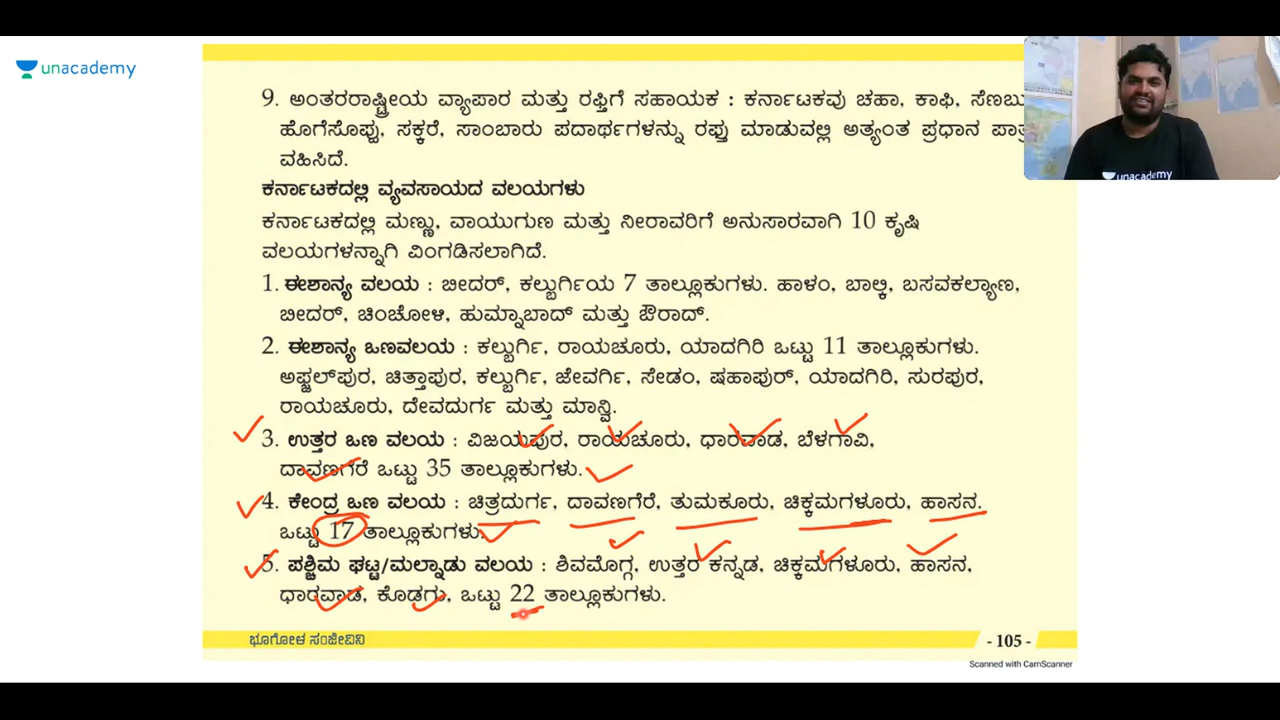 unacademy
9. ಅಂತರರಾಷ್ಟ್ರೀಯ ವ್ಯಾಪಾರ ಮತ್ತು ರಫ್ತಿಗೆ ಸಹಾಯಕ : ಕರ್ನಾಟಕವು ಚಹಾ, ಕಾಫಿ,
ಹೊಗೆಸೊಪ್ಪು, ಸಕ್ಕರೆ, ಸಾಂಬಾರು ಪದಾರ್ಥಗಳನ್ನು ರಫ್ತು ಮಾಡುವಲ್ಲಿ ಅತ್ಯಂತ ಪ್ರಧಾನ
ವಹಿಸಿದೆ.
unacademy
ಕರ್ನಾಟಕದಲ್ಲಿ ವ್ಯವಸಾಯದ ವಲಯಗಳು
ಕರ್ನಾಟಕದಲ್ಲಿ ಮಣ್ಣು, ವಾಯುಗುಣ ಮತ್ತು ನೀರಾವರಿಗೆ ಅನುಸಾರವಾಗಿ 10 ಕೃಷಿ
ವಲಯಗಳನ್ನಾಗಿ ವಿಂಗಡಿಸಲಾಗಿದೆ.
1. ಈಶಾನ್ಯ ವಲಯ : ಬೀದರ್, ಕಲ್ಬುರ್ಗಿಯ 7 ತಾಲ್ಲೂಕುಗಳು. ಹಾಳಂ, ಬಾಲ್ಕಿ, ಬಸವಕಲ್ಯಾಣ,
ಬೀದರ್, ಚಿಂಚೋಳಿ, ಹುಮ್ನಾಬಾದ್ ಮತ್ತು ಔರಾದ್.
2. ಈಶಾನ್ಯ ಒಣವಲಯ : ಕಲ್ಬುರ್ಗಿ, ರಾಯಚೂರು, ಯಾದಗಿರಿ ಒಟ್ಟು 11 ತಾಲ್ಲೂಕುಗಳು.
ಅಫ್ಜಲ್‌ಪುರ, ಚಿತ್ತಾಪುರ, ಕಲ್ಬುರ್ಗಿ, ಜೇವರ್ಗಿ, ಸೇಡಂ, ಷಹಾಪುರ್, ಯಾದಗಿರಿ, ಸುರಪುರ,
ರಾಯಚೂರು, ದೇವದುರ್ಗ ಮತ್ತು ಮಾನ್ವಿ.
3. ಉತ್ತರ ಒಣ ವಲಯ : ವಿಜಯಪುರ, ರಾಯಚೂರು, ಧಾರವಾಡ, ಬೆಳಗಾವಿ,
ದಾವಣಗೆರೆ ಒಟ್ಟು 35 ತಾಲ್ಲೂಕುಗಳು.
4. ಕೇಂದ್ರ ಒಣ ವಲಯ : ಚಿತ್ರದುರ್ಗ, ದಾವಣಗೆರೆ, ತುಮಕೂರು, ಚಿಕ್ಕಮಗಳೂರು, ಹಾಸನ.
ಒಟ್ಟು 17 ತಾಲ್ಲೂಕುಗಳು.
5. ಪಶ್ಚಿಮ ಘಟ್ಟ/ಮಲ್ನಾಡು ವಲಯ : ಶಿವಮೊಗ್ಗ, ಉತ್ತರ ಕನ್ನಡ, ಚಿಕ್ಕಮಗಳೂರು, ಹಾಸನ,
ಧಾರವಾಡ, ಕೊಡಗು, ಒಟ್ಟು 22 ತಾಲ್ಲೂಕುಗಳು.
ಭೂಗೋಳ ಸಂಜೀವಿನಿ
- 105 -
Scanned with CamScanner